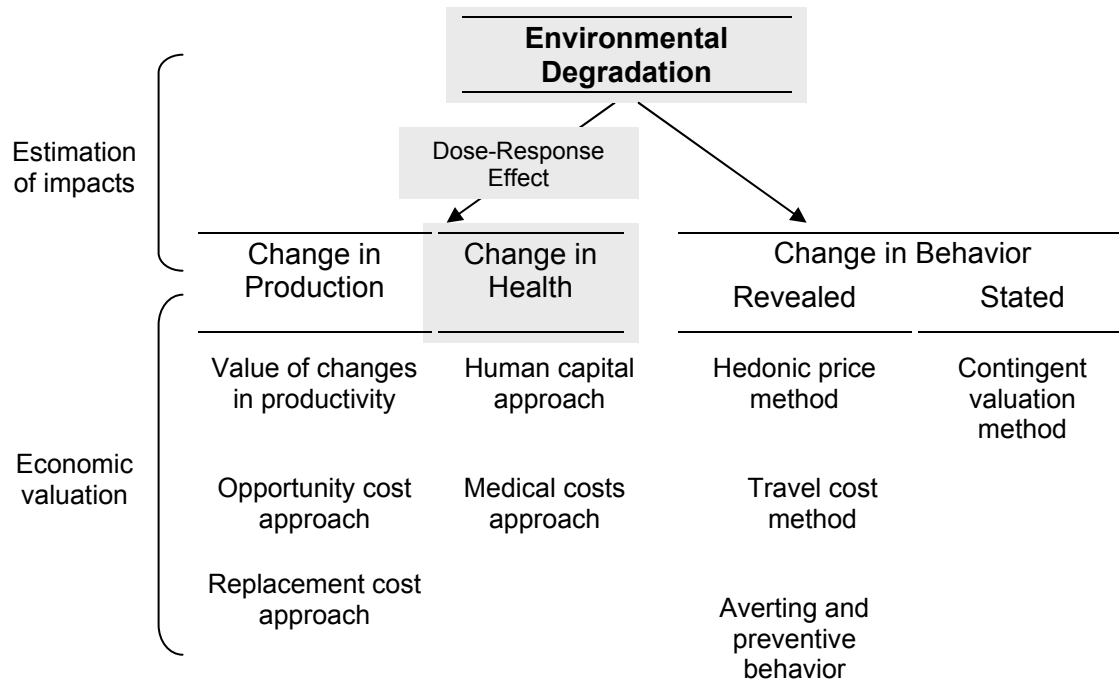 Environmental
Degradation
Estimation
of impacts
Dose-Response
Effect
Change in
Production
Change in
Health
Change in Behavior
Revealed
Stated
Economic
valuation
Value of changes
in productivity
Human capital
approach
Hedonic price
method
Contingent
valuation
method
Opportunity cost
approach
Medical costs
approach
Travel cost
method
Replacement cost
approach
Averting and
preventive
behavior